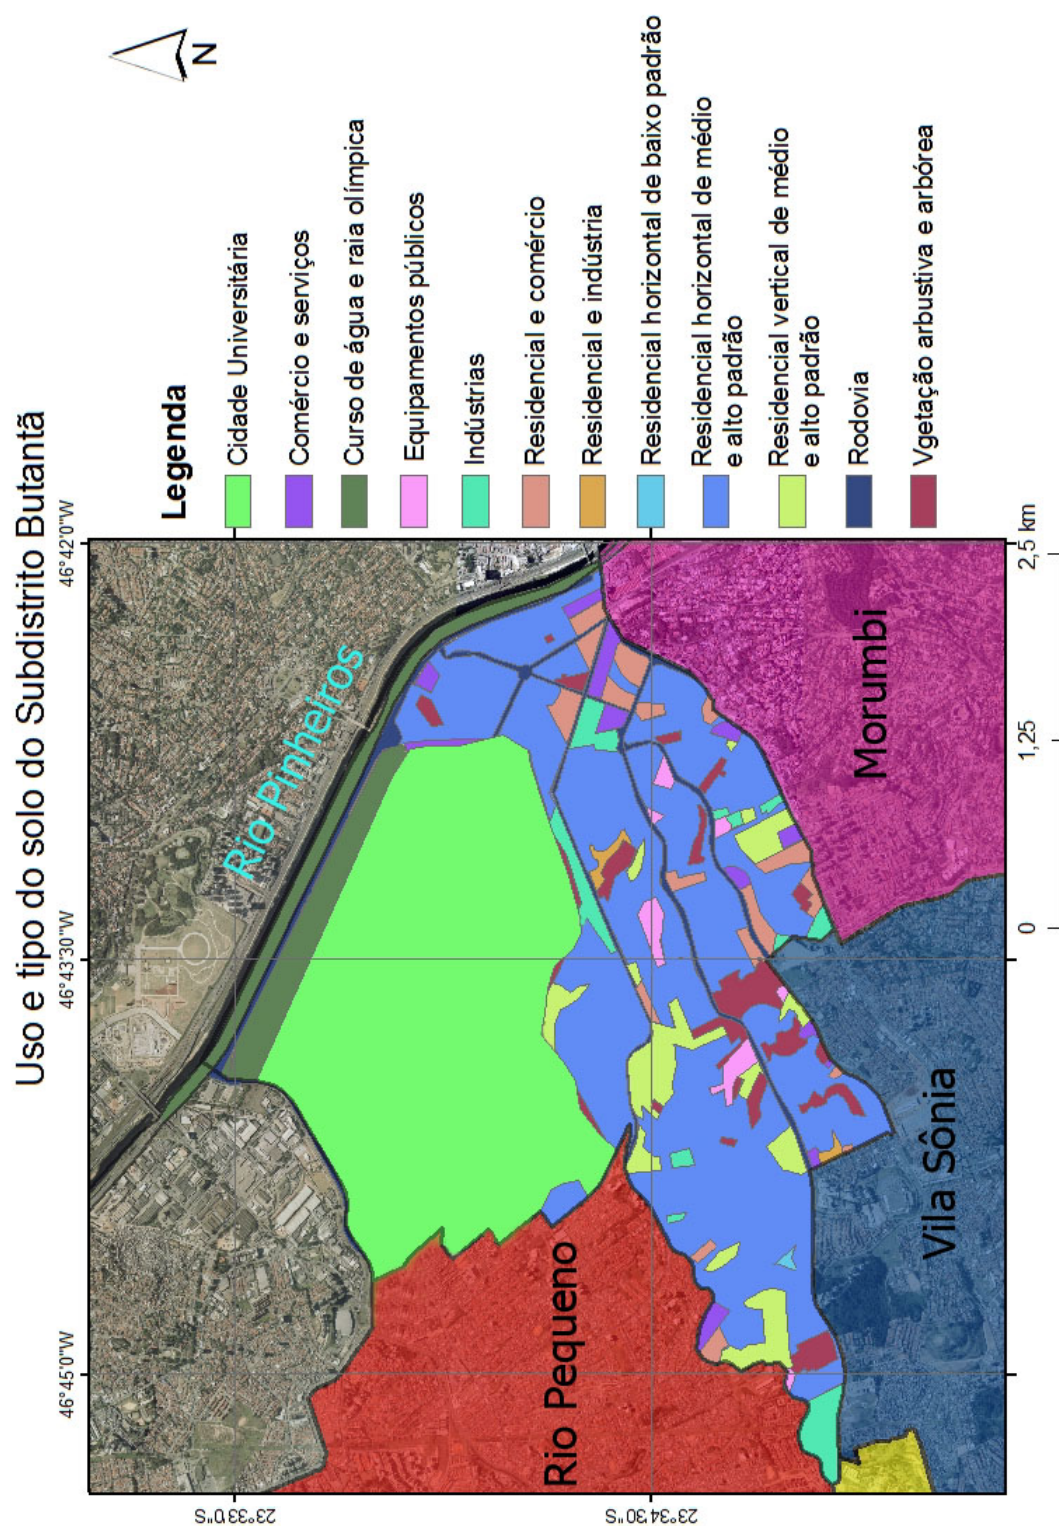 Uso e tipo do solo do Subdistrito Butantã
46°45'0"W
46°43'30"W
46°42'0"W
23°33'0"S
23°34'30"S
Rio Pinheiros
Rio Pequeno
Vila Sônia
Morumbi
0
1,25
2,5 km
N
Legenda
Cidade Universitária
Comércio e serviços
Curso de água e raia olímpica
Equipamentos públicos
Indústrias
Residencial e comércio
Residencial e indústria
Residencial horizontal de baixo padrão
Residencial horizontal de médio
e alto padrão
Residencial vertical de médio
e alto padrão
Rodovia
Vgetação arbustiva e arbórea